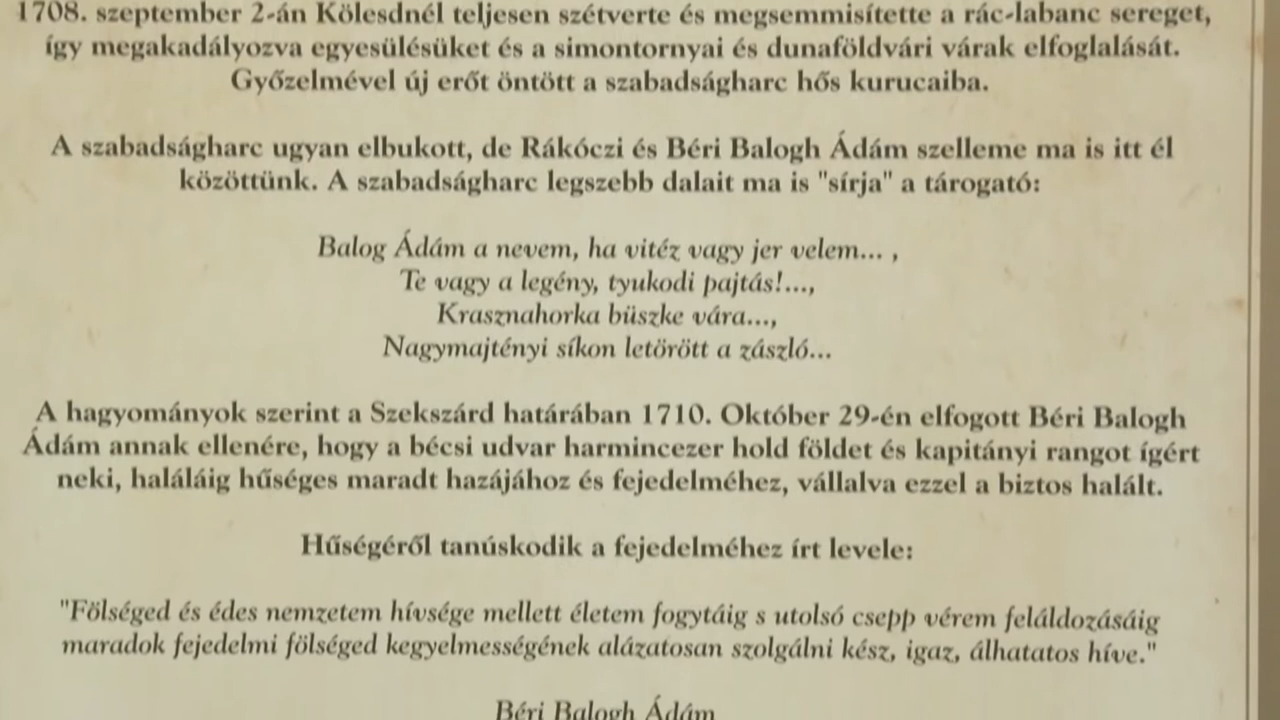 1708. szeptember 2-án Kölesdnél teljesen szétverte és megsemmisítette a rác-labanc sereget,
így megakadályozva egyesülésüket és a simontornyai és dunaföldvári várak elfoglalását.
Győzelmével új erőt öntött a szabadságharc hős kurucaiba.
A szabadságharc ugyan elbukott, de Rákóczi és Béri Balogh Ádám szelleme ma is itt él
közöttünk. A szabadságharc legszebb dalait ma is "sírja" a tárogató:
Balog Ádám a nevem, ha vitéz vagy jer velem... ,
Te vagy a legény, tyukodi pajtás!...,
Krasznahorka büszke vára...,
Nagymajtényi síkon letörött a zászló...
A hagyományok szerint a Szekszárd határában 1710. Október 29-én elfogott Béri Balogh
Ádám annak ellenére, hogy a bécsi udvar harmincezer hold földet és kapitányi rangot ígért
neki, haláláig hűséges maradt hazájához és fejedelméhez, vállalva ezzel a biztos halált.
Hűségéről tanúskodik a fejedelméhez írt levele:
"Fölséged és édes nemzetem hívsége mellett életem fogytáig s utolsó csepp vérem feláldozásáig
maradok fejedelmi fölséged kegyelmességének alázatosan szolgálni kész, igaz, álhatatos híve."
Béri Balogh Ádám